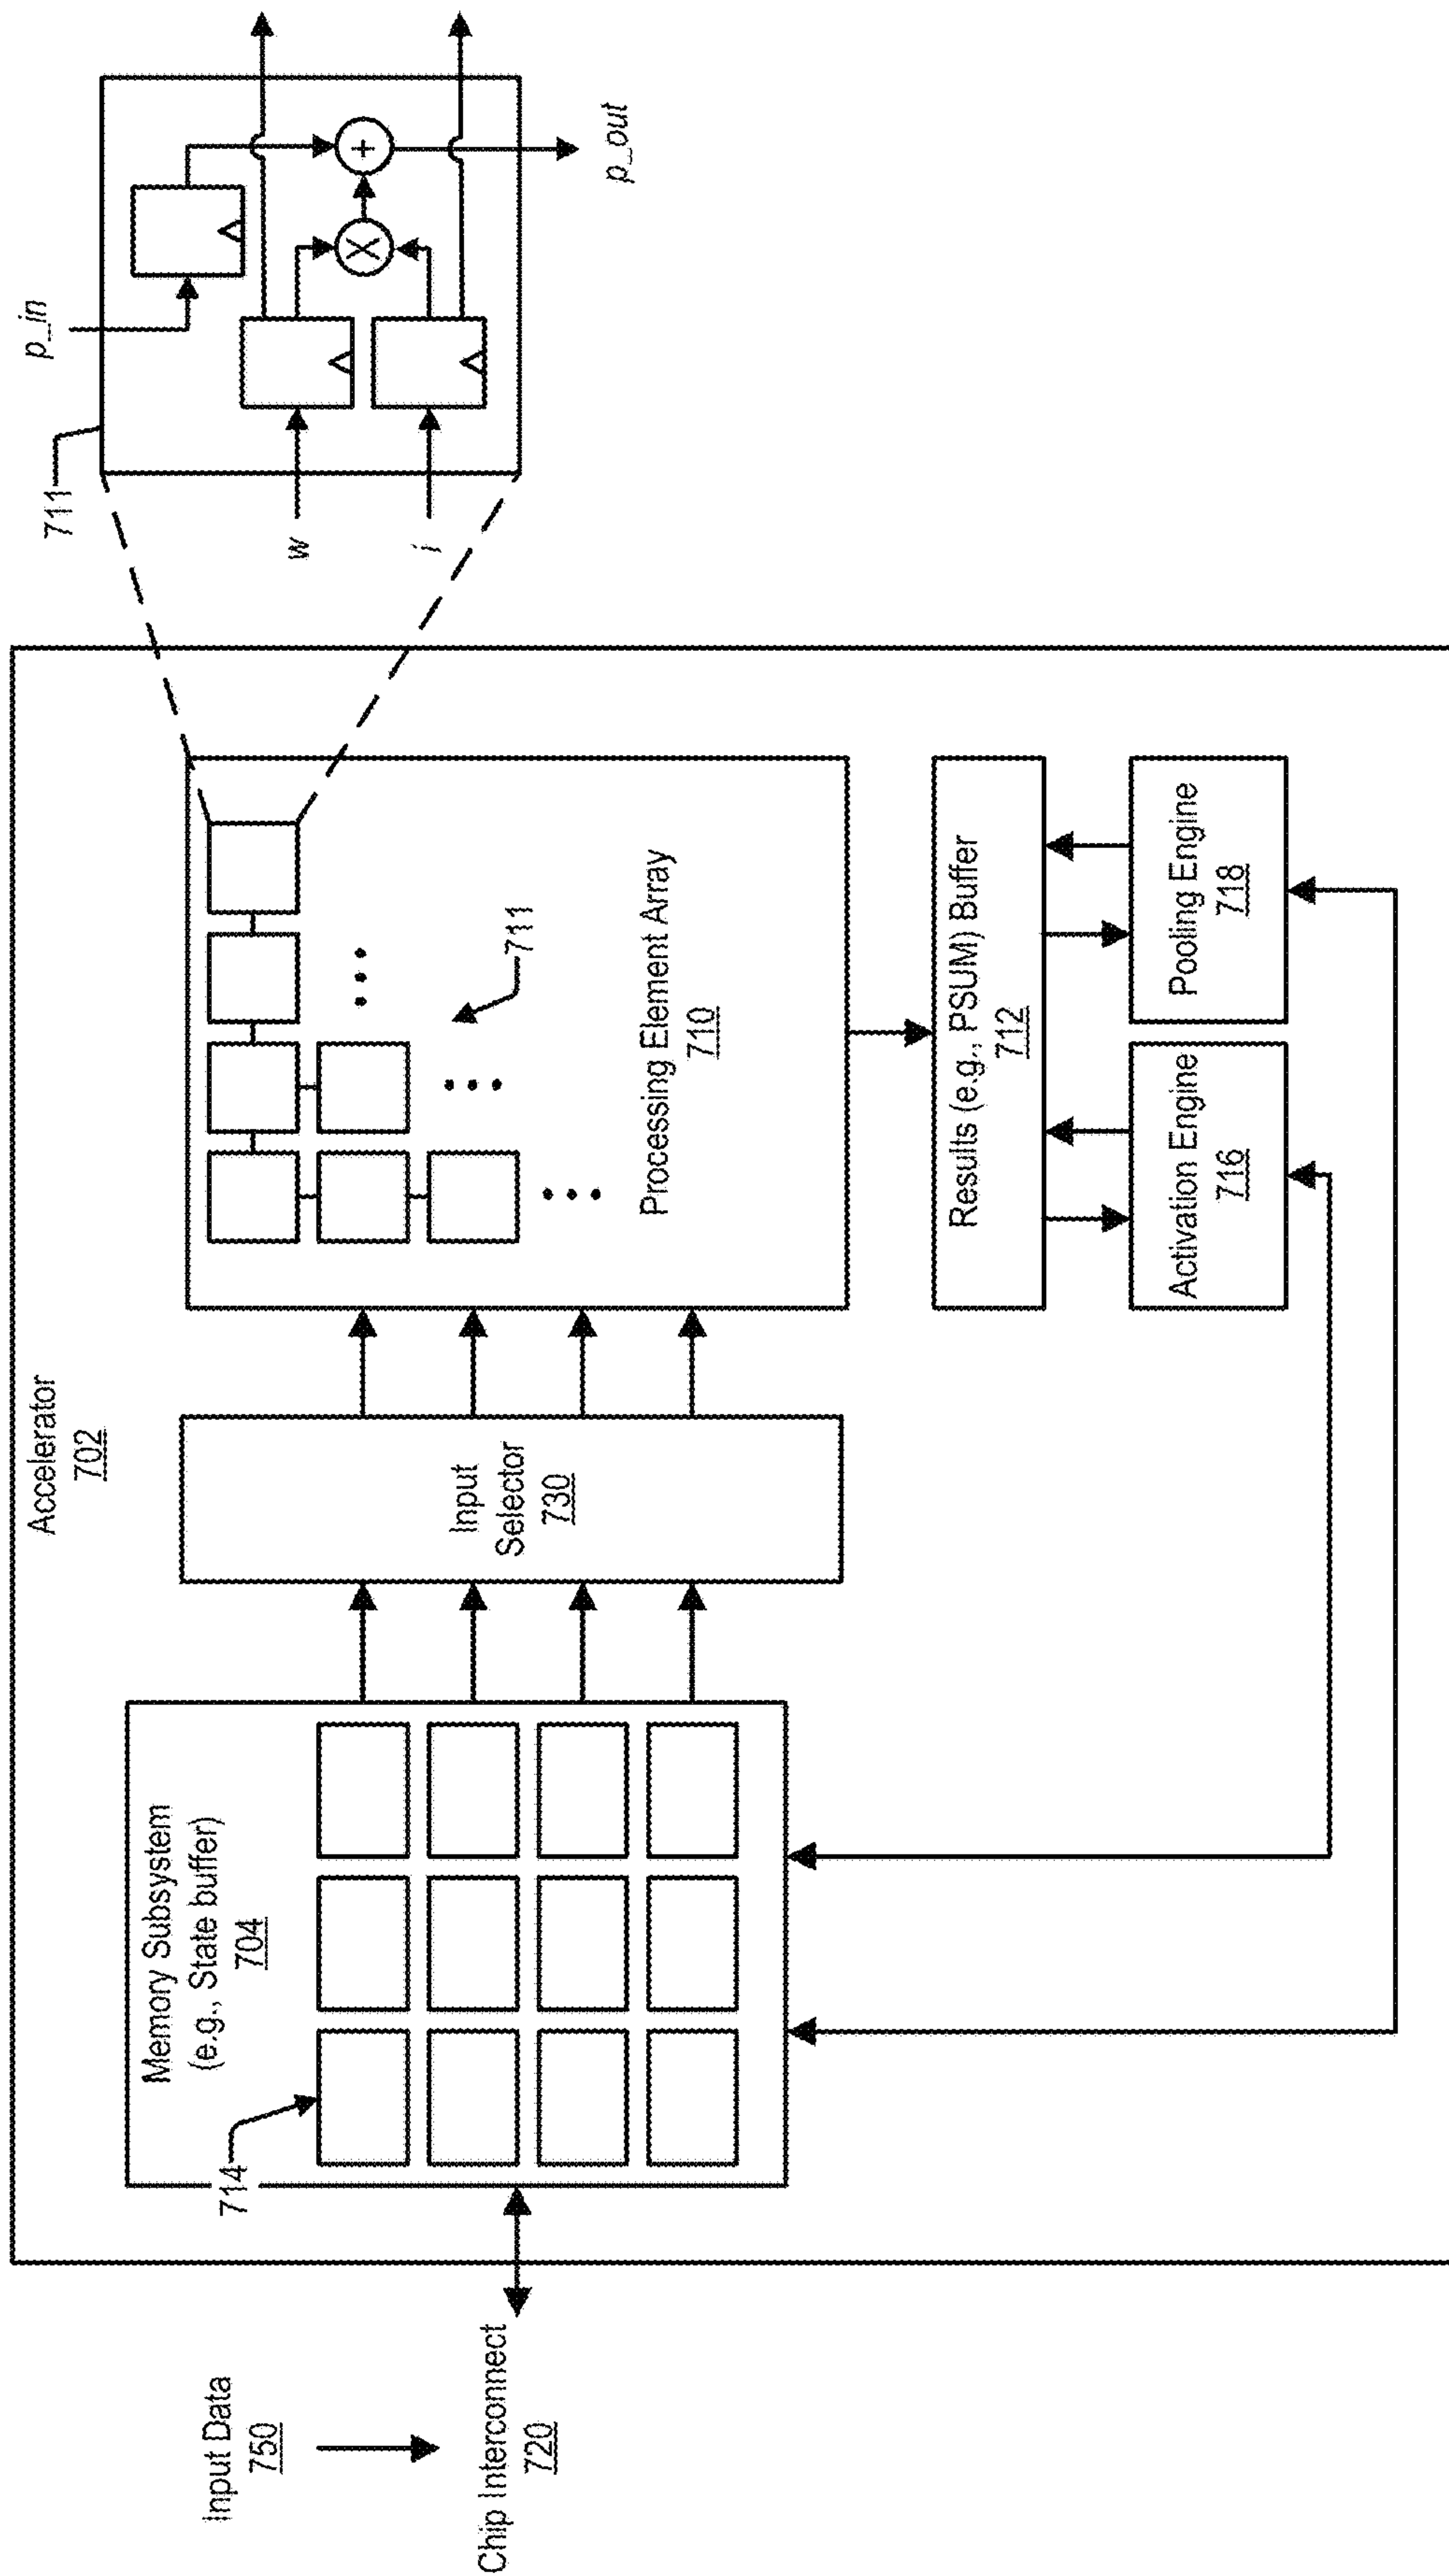 Accelerator
702
Input Data
750
Chip Interconnect
720
Memory Subsystem
(e.g., State buffer)
704
714
Input
Selector
730
711
Processing Element Array
710
Results (e.g., PSUM) Buffer
712
Activation Engine
716
Pooling Engine
718
711
p_in
w
i
X
+
p_out